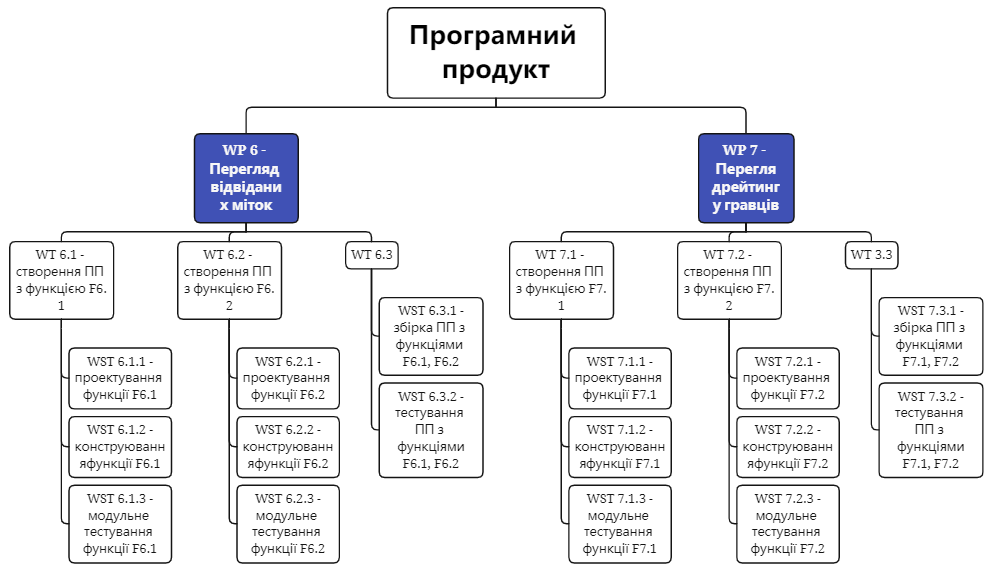 Програмний
продукт
WP 6 -
Перегляд
відвідани
х міток
WP 7 -
Перегля
дрейтинг
у гравців
WT 6.1 -
створення ПП
з функцією F6.
1
WT 6.2 -
створення ПП
з функцією F6.
2
WT 6.3
WT 7.1 -
створення ПП
з функцією F7.
1
WT 7.2 -
створення ПП
з функцією F7.
2
WT 3.3
WST 6.1.1 -
проектування
функції F6.1
WST 6.1.2 -
конструюванн
яфункції F6.1
WST 6.1.3 -
модульне
тестування
функції F6.1
WST 6.2.1 -
проектування
функції F6.2
WST 6.2.2 -
конструюванн
яфункції F6.2
WST 6.2.3 -
модульне
тестування
функції F6.2
WST 6.3.1 -
збірка ПП з
функціями
F6.1, F6.2
WST 6.3.2 -
тестування
ПП з
функціями
F6.1, F6.2
WST 7.1.1 -
проектування
функції F7.1
WST 7.1.2 -
конструюванн
яфункції F7.1
WST 7.1.3 -
модульне
тестування
функції F7.1
WST 7.2.1 -
проектування
функції F7.2
WST 7.2.2 -
конструюванн
яфункції F7.2
WST 7.2.3 -
модульне
тестування
функції F7.2
WST 7.3.1 -
збірка ПП з
функціями
F7.1, F7.2
WST 7.3.2 -
тестування
ПП з
функціями
F7.1, F7.2